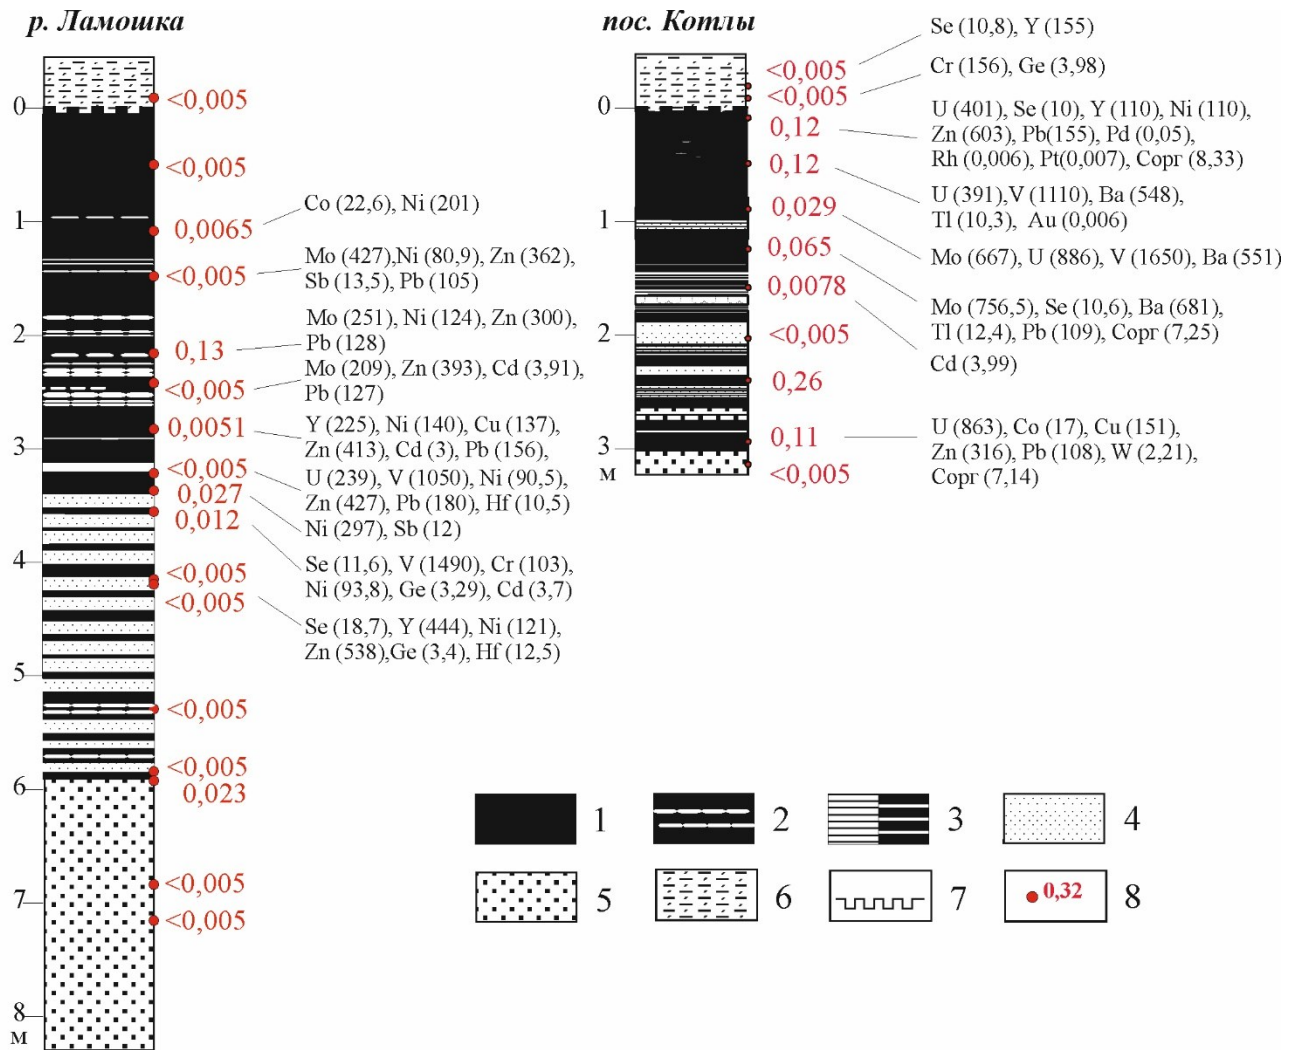 р. Ламошка
0
1
2
3
4
5
6
7
8
м
<0,005
<0,005
0,0065
<0,005
0,13
<0,005
0,0051
<0,005
0,027
0,012
<0,005
<0,005
<0,005
<0,005
0,023
<0,005
<0,005
Co (22,6), Ni (201)
Mo (427),Ni (80,9), Zn (362),
Sb (13,5), Pb (105)
Mo (251), Ni (124), Zn (300),
Pb (128)
Mo (209), Zn (393), Cd (3,91),
Pb (127)
Y (225), Ni (140), Cu (137),
Zn (413), Cd (3), Pb (156),
U (239), V (1050), Ni (90,5),
Zn (427), Pb (180), Hf (10,5)
Ni (297), Sb (12)
Se (11,6), V (1490), Cr (103),
Ni (93,8), Ge (3,29), Cd (3,7)
Se (18,7), Y (444), Ni (121),
Zn (538),Ge (3,4), Hf (12,5)
пос. Котлы
0
1
2
3
м
<0,005
<0,005
0,12
0,12
0,029
0,065
0,0078
<0,005
0,26
0,11
<0,005
Se (10,8), Y (155)
Cr (156), Ge (3,98)
U (401), Se (10), Y (110), Ni (110),
Zn (603), Pb(155), Pd (0,05),
Rh (0,006), Pt(0,007), Сорг (8,33)
U (391),V (1110), Ba (548),
Tl (10,3), Au (0,006)
Mo (667), U (886), V (1650), Ba (551)
Mo (756,5), Se (10,6), Ba (681),
Tl (12,4), Pb (109), Сорг (7,25)
Cd (3,99)
U (863), Co (17), Cu (151),
Zn (316), Pb (108), W (2,21),
Сорг (7,14)
1
2
3
4
5
6
7
0,32
8